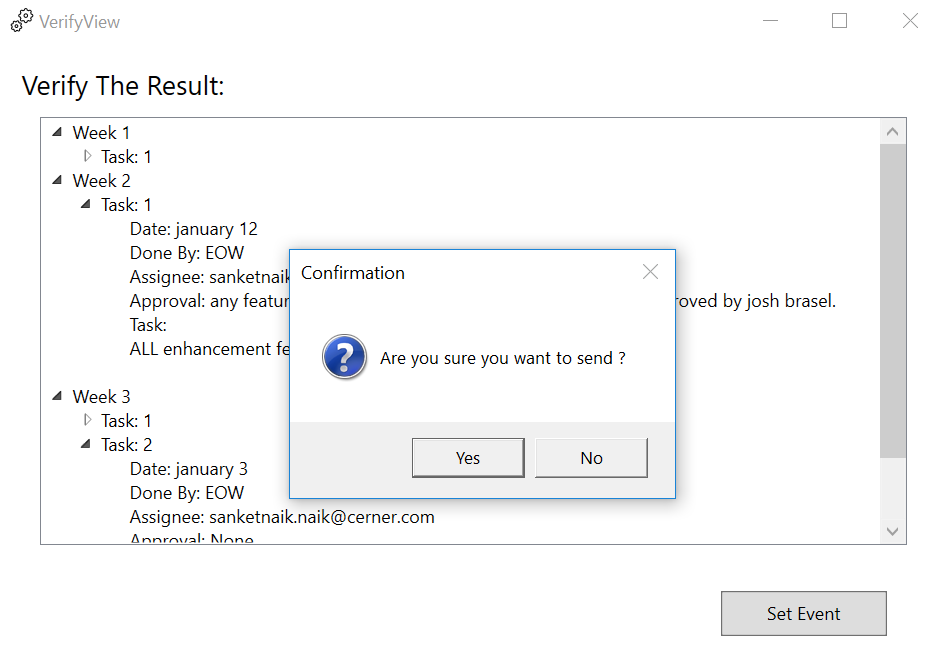 VerifyView
Verify The Result:
Week 1
Task: 1
Week 2
Task: 1
Date: january 12
Done By: EOW
Assignee: sanketnaik
Approval: any featur
roved by josh brasel.
Task:
ALL enhancement fe
Week 3
Task: 1
Task: 2
Date: january 3
Done By: EOW
Assignee: sanketnaik.naik@cerner.com
Approval: None
Confirmation
Are you sure you want to send ?
Yes
No
Set Event